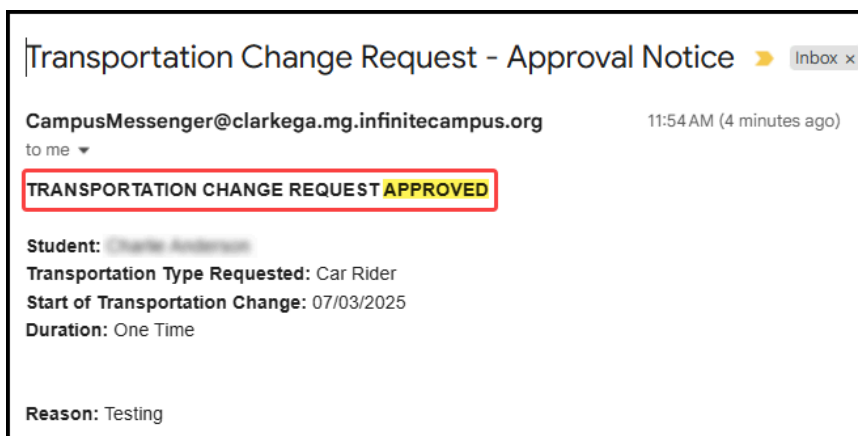 Transportation Change Request - Approval Notice Inbox ×
CampusMessenger@clarkega.mg.infinitecampus.org 11:54 AM (4 minutes ago)
to me
TRANSPORTATION CHANGE REQUEST APPROVED
Student:
Transportation Type Requested: Car Rider
Start of Transportation Change: 07/03/2025
Duration: One Time
Reason: Testing